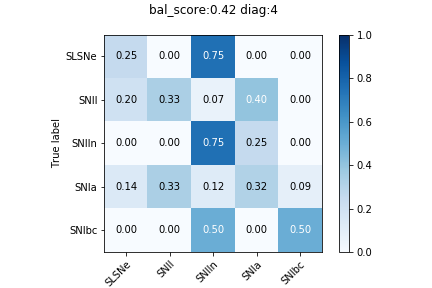 bal_score:0.42 diag:4
True label
SLSNe 0.25 0.00 0.75 0.00 0.00
SNII 0.20 0.33 0.07 0.40 0.00
SNIIn 0.00 0.00 0.75 0.25 0.00
SNIa 0.14 0.33 0.12 0.32 0.09
SNIbc 0.00 0.00 0.50 0.00 0.50
SLSNe SNII SNIIn SNIa SNIbc
1.0
0.8
0.6
0.4
0.2
0.0